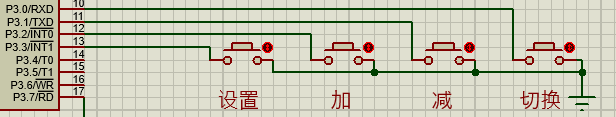 P3.0/RXD 10
P3.1/TXD 11
P3.2/INT0 12
P3.3/INT1 13
P3.4/T0 14
P3.5/T1 15
P3.6/WR 16
P3.7/RD 17
设置 加 减 切换